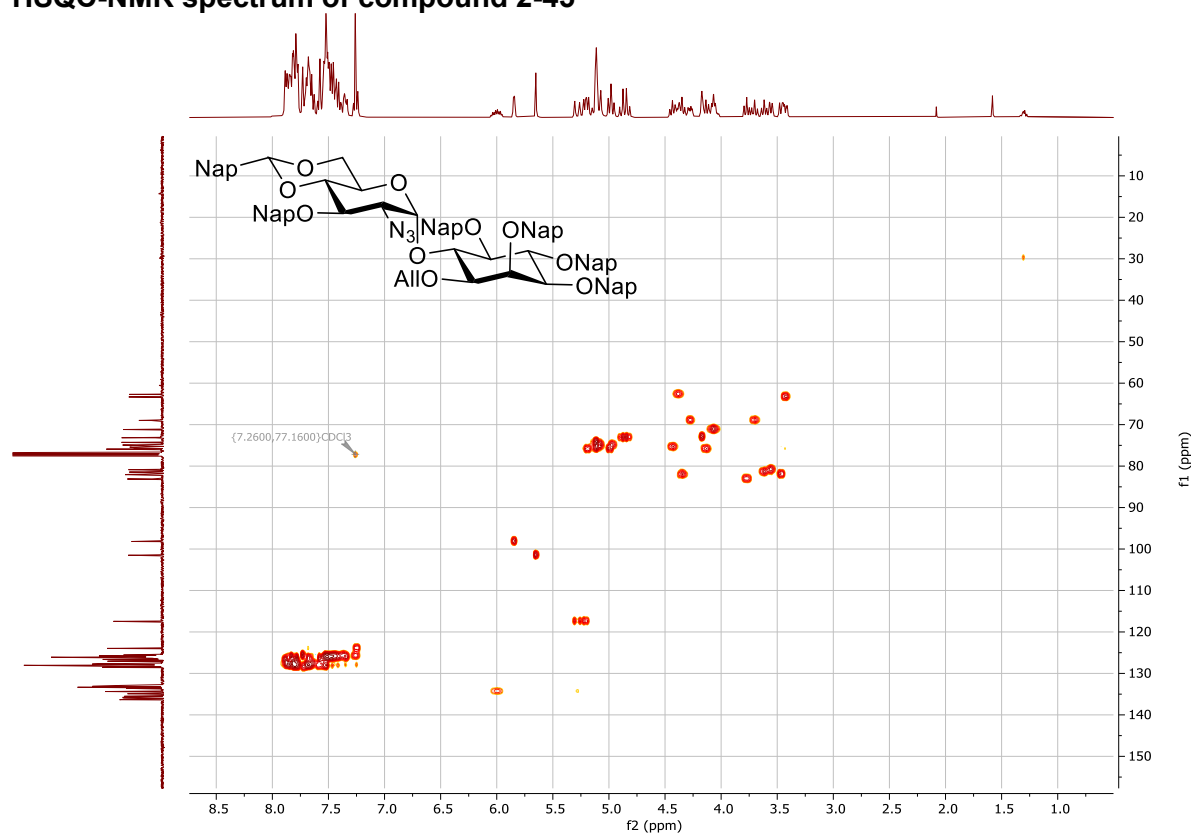 HSQC-NMR spectrum of compound 2-43
Nap
O
O
O
NapO
N3
NapO
ONap
O
ONap
AllO
ONap
{7.2600,77.1600}CDCl3
10
20
30
40
50
60
70
80
90
100
110
120
130
140
150
f1 (ppm)
8.5 8.0 7.5 7.0 6.5 6.0 5.5 5.0 4.5 4.0 3.5 3.0 2.5 2.0 1.5 1.0
f2 (ppm)